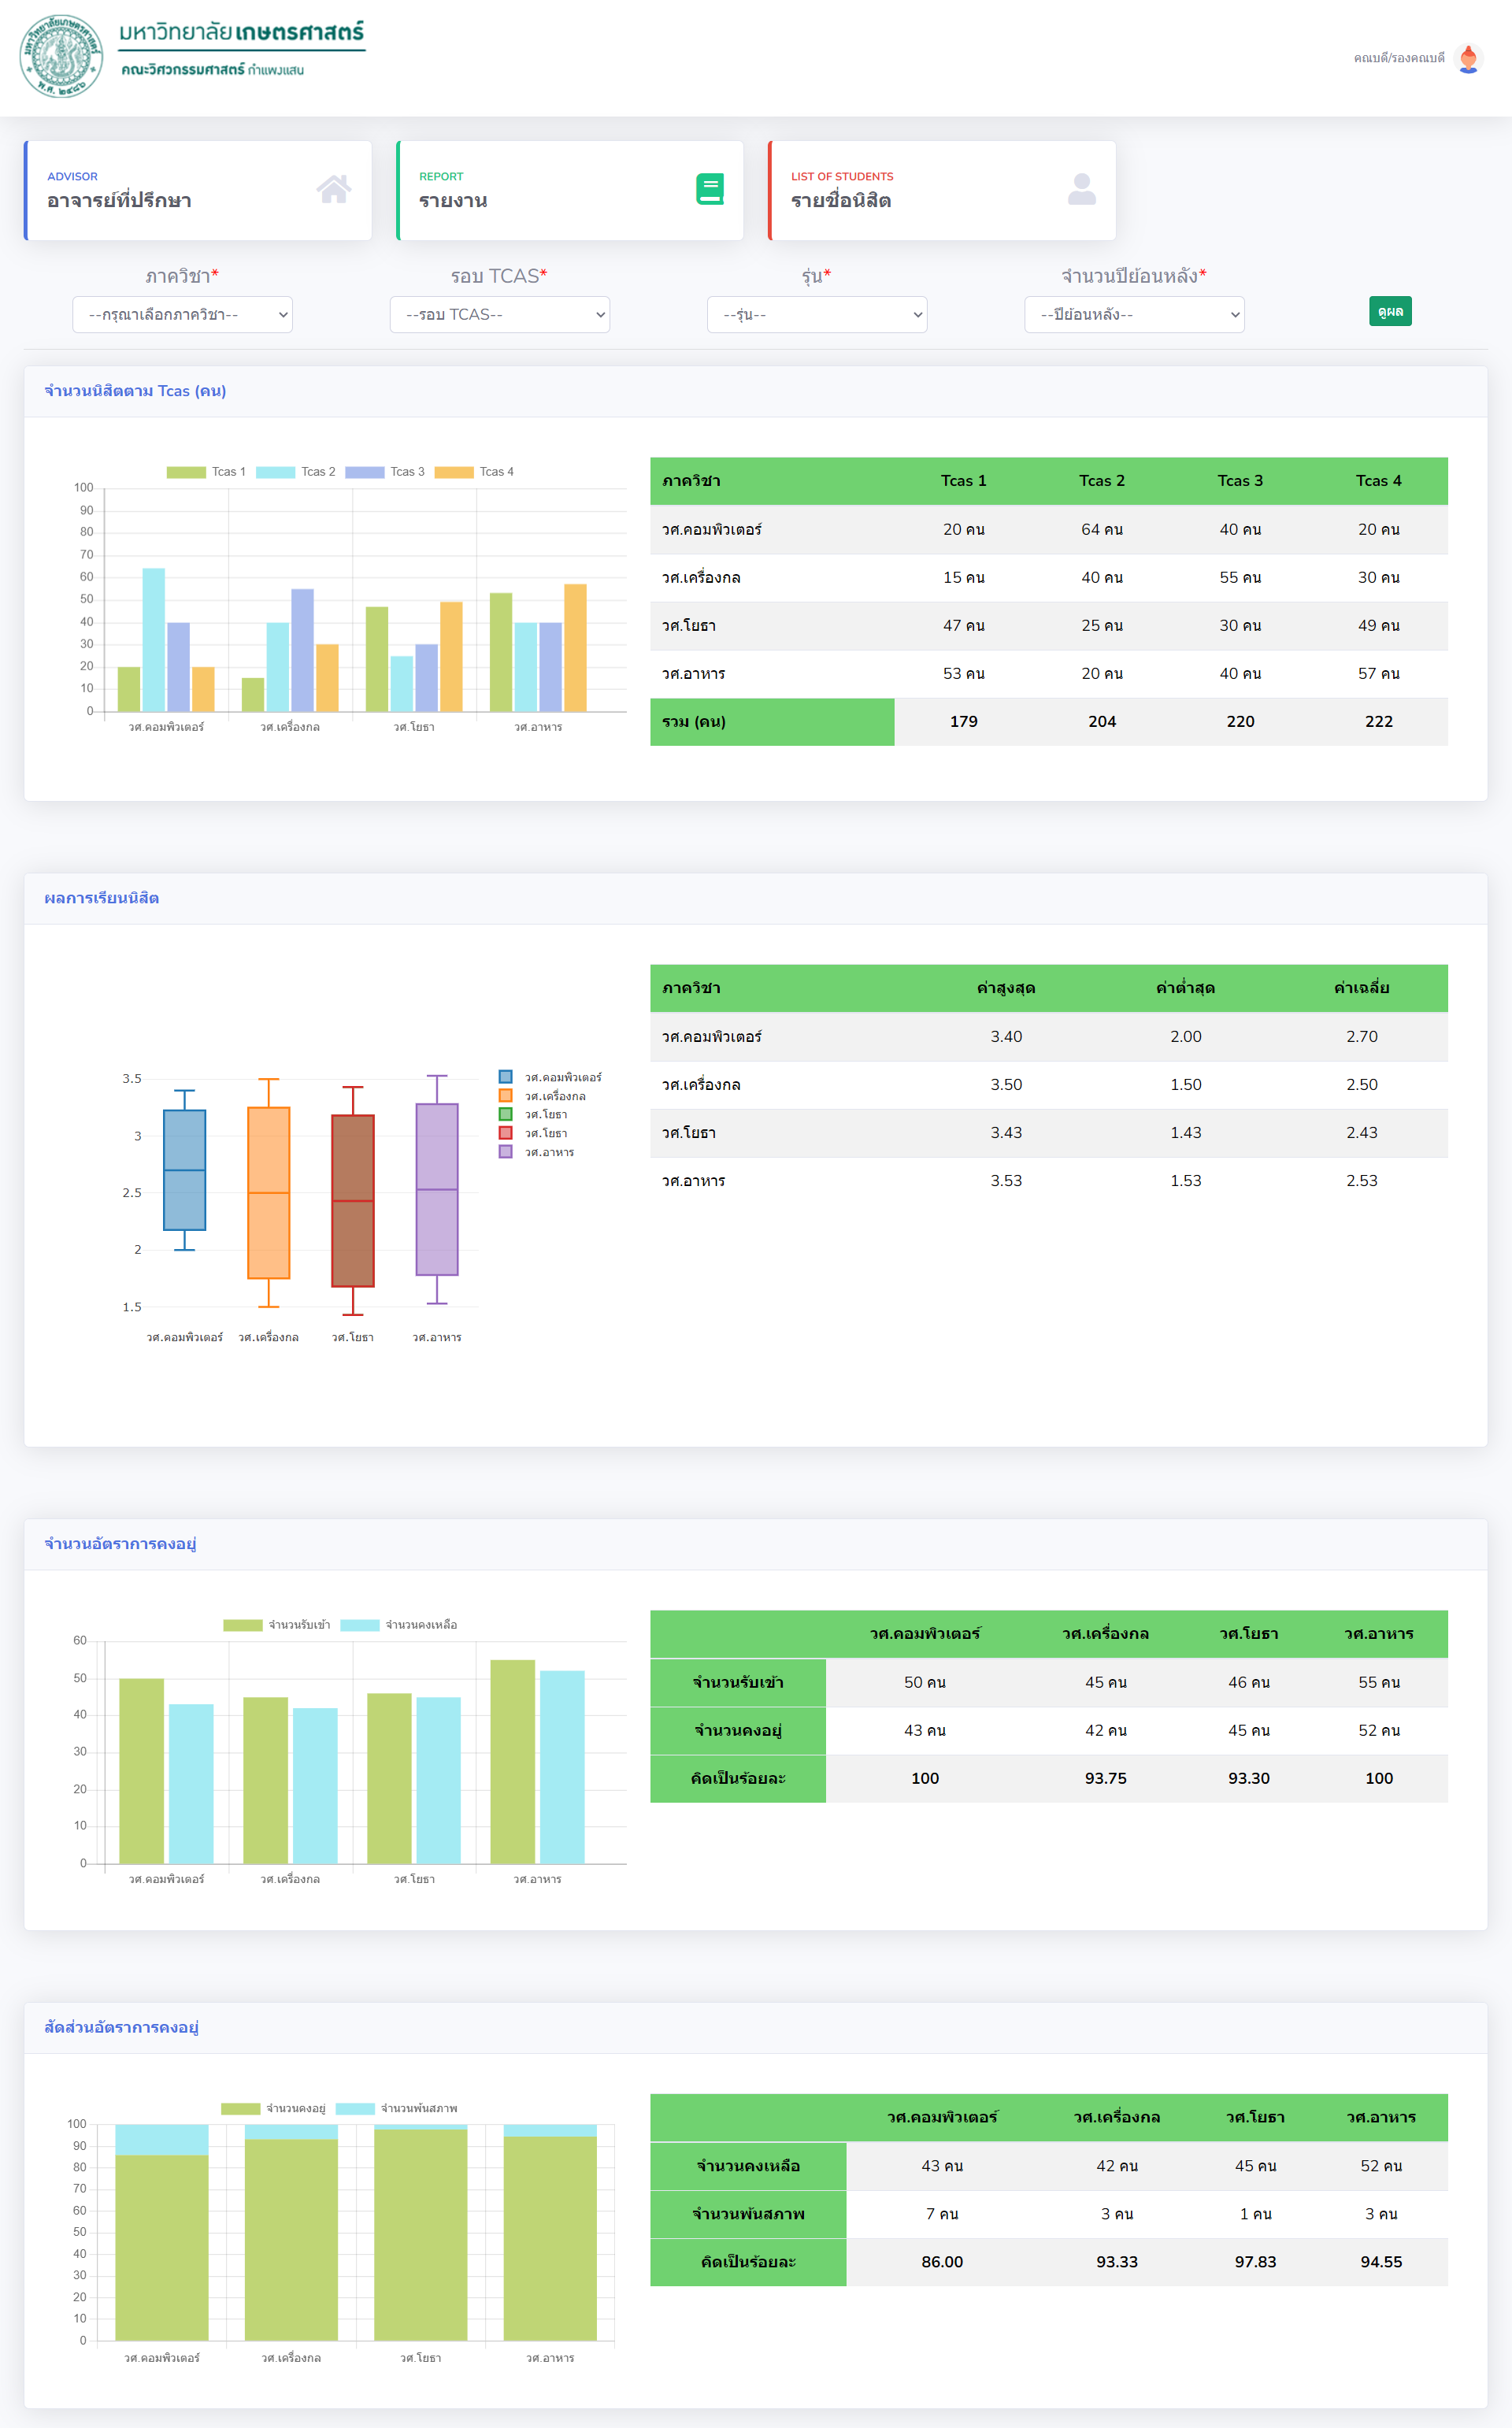 มหาวิทยาลัยเกษตรศาสตร์
คณะวิศวกรรมศาสตร์ กำแพงแสน
มหาวิทยาลัยเกษตรศาสตร์
พ.ศ. ๒๔๘๖
คณบดี/รองคณบดี
ADVISOR
อาจารย์ที่ปรึกษา
REPORT
รายงาน
LIST OF STUDENTS
รายชื่อนิสิต
ภาควิชา* รอบ TCAS* รุ่น* จำนวนปีย้อนหลัง*
--กรุณาเลือกภาควิชา-- --รอบ TCAS-- --รุ่น-- --ปีย้อนหลัง-- ดูผล
จำนวนนิสิตตาม Tcas (คน)
Tcas 1 Tcas 2 Tcas 3 Tcas 4
100
90
80
70
60
50
40
30
20
10
0
วศ.คอมพิวเตอร์ วศ.เครื่องกล วศ.โยธา วศ.อาหาร
ภาควิชา Tcas 1 Tcas 2 Tcas 3 Tcas 4
วศ.คอมพิวเตอร์ 20 คน 64 คน 40 คน 20 คน
วศ.เครื่องกล 15 คน 40 คน 55 คน 30 คน
วศ.โยธา 47 คน 25 คน 30 คน 49 คน
วศ.อาหาร 53 คน 20 คน 40 คน 57 คน
รวม (คน) 179 204 220 222
ผลการเรียนนิสิต
3.5
3
2.5
2
1.5
วศ.คอมพิวเตอร์ วศ.เครื่องกล วศ.โยธา วศ.อาหาร
วศ.คอมพิวเตอร์
วศ.เครื่องกล
วศ.โยธา
วศ.โยธา
วศ.อาหาร
ภาควิชา ค่าสูงสุด ค่าต่ำสุด ค่าเฉลี่ย
วศ.คอมพิวเตอร์ 3.40 2.00 2.70
วศ.เครื่องกล 3.50 1.50 2.50
วศ.โยธา 3.43 1.43 2.43
วศ.อาหาร 3.53 1.53 2.53
จำนวนอัตราการคงอยู่
จำนวนรับเข้า จำนวนคงเหลือ
60
50
40
30
20
10
0
วศ.คอมพิวเตอร์ วศ.เครื่องกล วศ.โยธา วศ.อาหาร
วศ.คอมพิวเตอร์ วศ.เครื่องกล วศ.โยธา วศ.อาหาร
จำนวนรับเข้า 50 คน 45 คน 46 คน 55 คน
จำนวนคงอยู่ 43 คน 42 คน 45 คน 52 คน
คิดเป็นร้อยละ 100 93.75 93.30 100
สัดส่วนอัตราการคงอยู่
จำนวนคงอยู่ จำนวนพ้นสภาพ
100
90
80
70
60
50
40
30
20
10
0
วศ.คอมพิวเตอร์ วศ.เครื่องกล วศ.โยธา วศ.อาหาร
วศ.คอมพิวเตอร์ วศ.เครื่องกล วศ.โยธา วศ.อาหาร
จำนวนคงเหลือ 43 คน 42 คน 45 คน 52 คน
จำนวนพ้นสภาพ 7 คน 3 คน 1 คน 3 คน
คิดเป็นร้อยละ 86.00 93.33 97.83 94.55